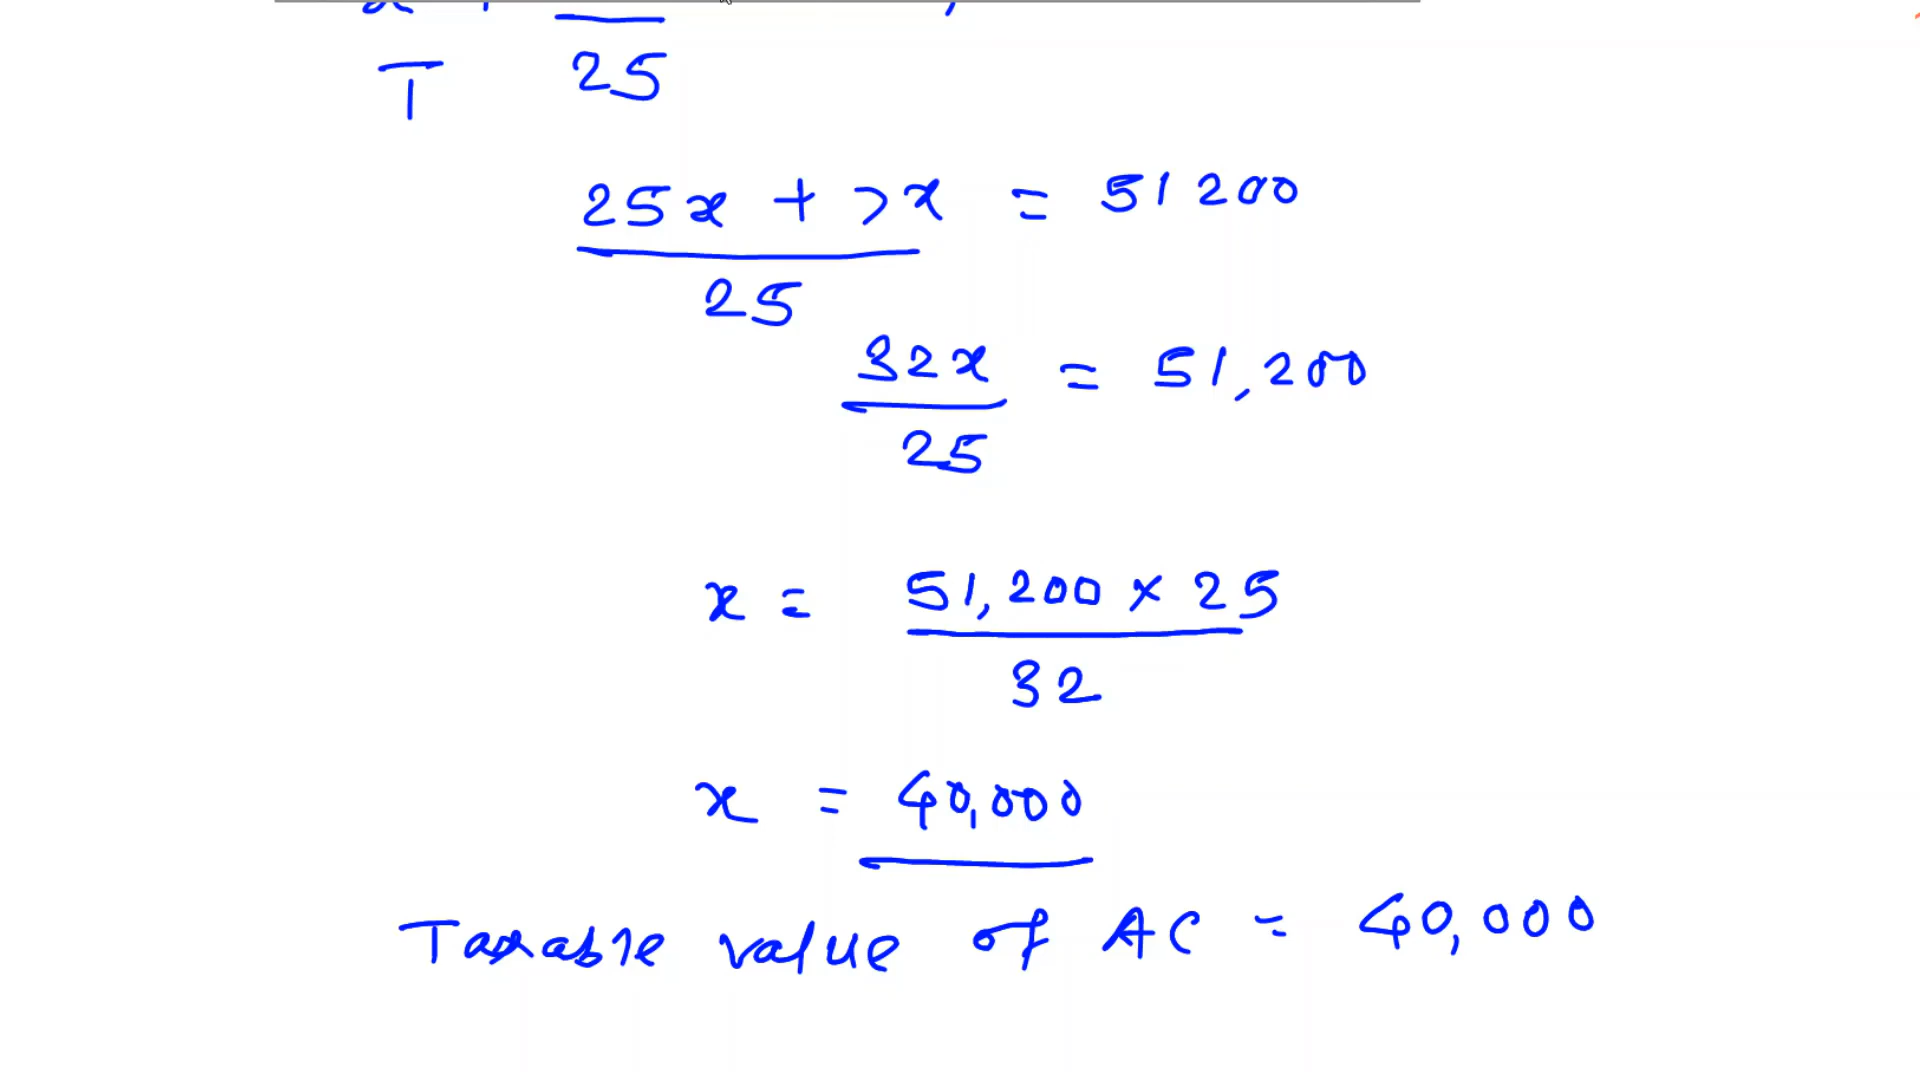 x +
1 25
25x + 7x = 51200
25
32x = 51,200
25
x = 51,200 × 25
32
x = 40,000
Taxable value of AC = 40,000